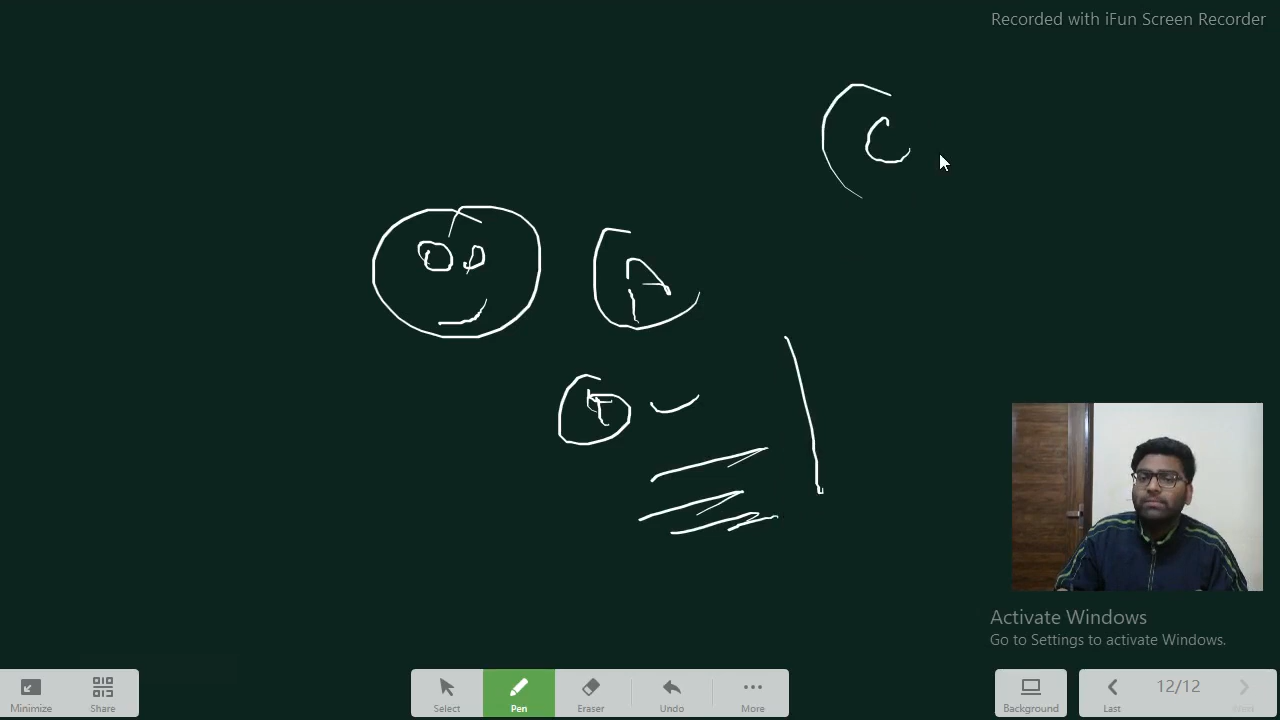 Recorded with iFun Screen Recorder
C
A
Activate Windows
Go to Settings to activate Windows.
Minimize
Share
Select
Pen
Eraser
Undo
More
Background
Last
12/12
Next